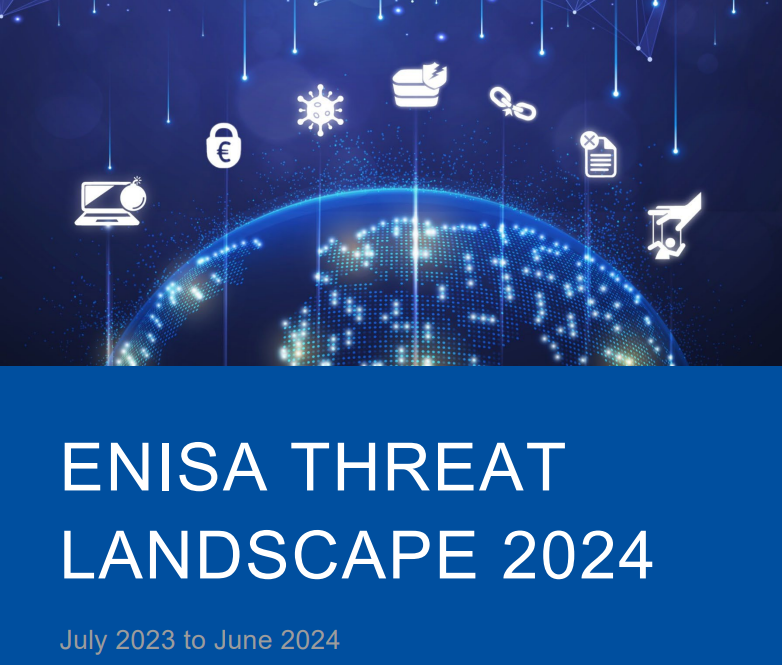 €
ENISA THREAT
LANDSCAPE 2024
July 2023 to June 2024